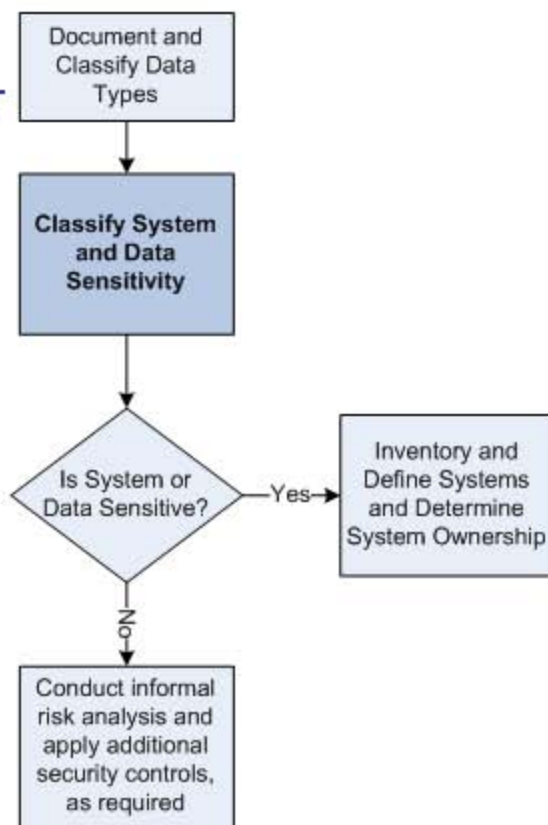 Document and
Classify Data
Types
Classify System
and Data
Sensitivity
Is System or
Data Sensitive?
Yes
Inventory and
Define Systems
and Determine
System Ownership
No
Conduct informal
risk analysis and
apply additional
security controls,
as required